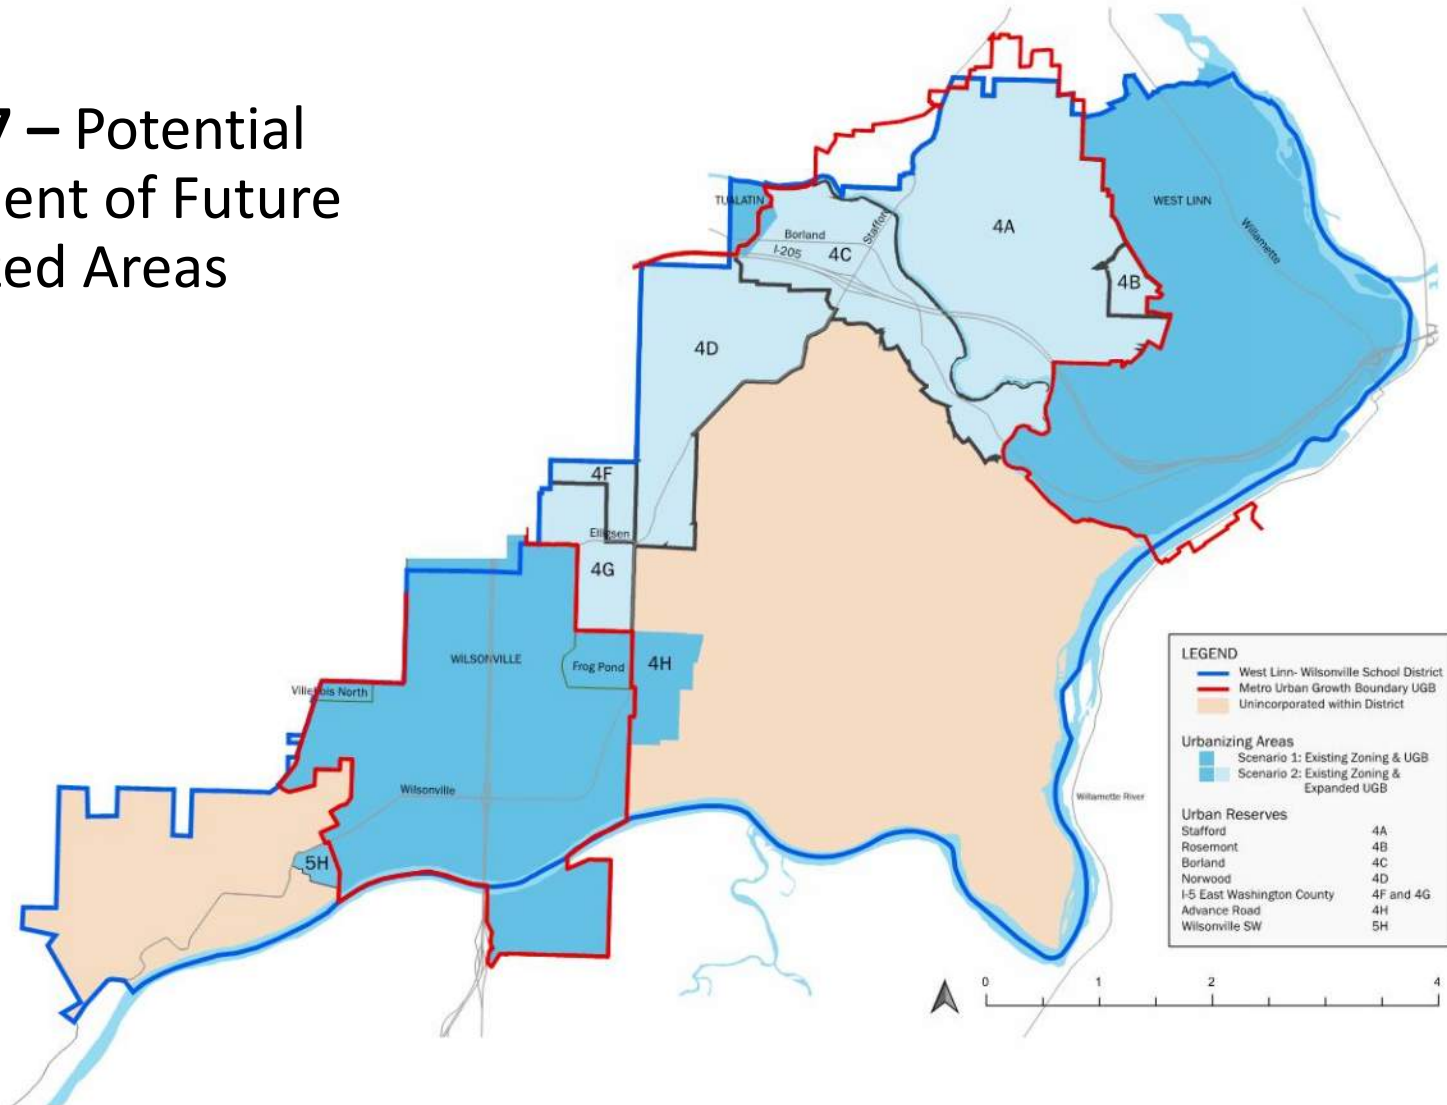 7 – Potential
ent of Future
ed Areas
TUALATIN
Borland
I-205
Stafford
4C
4A
4B
WEST LINN
Willamette
4D
4F
Elligsen
4G
WILSONVILLE
Frog Pond
4H
Villebois North
Wilsonville
5H
Willamette River
LEGEND
West Linn- Wilsonville School District
Metro Urban Growth Boundary UGB
Unincorporated within District
Urbanizing Areas
Scenario 1: Existing Zoning & UGB
Scenario 2: Existing Zoning &
Expanded UGB
Urban Reserves
Stafford 4A
Rosemont 4B
Borland 4C
Norwood 4D
I-5 East Washington County 4F and 4G
Advance Road 4H
Wilsonville SW 5H
0 1 2 4